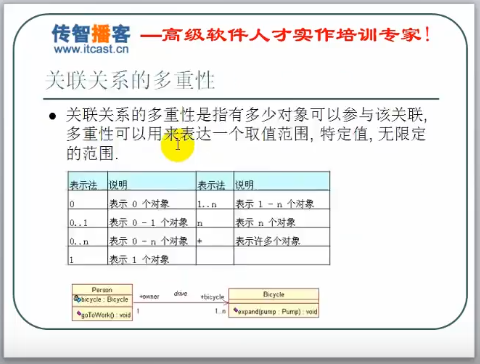 传智播客
www.itcast.cn
—高级软件人才实作培训专家!
关联关系的多重性
● 关联关系的多重性是指有多少对象可以参与该关联,
多重性可以用来表达一个取值范围, 特定值, 无限定
的范围.
表示法 说明 表示法 说明
0 表示 0 个对象 1..n 表示 1 - n 个对象
0..1 表示 0 - 1 个对象 n 表示 n 个对象
0..n 表示 0 - n 个对象 + 表示许多个对象
1 表示 1 个对象
Person
bicycle : Bicycle
goToWork() : void
+owner
1
drive
+bicycle
1..n
Bicycle
expand(pump : Pump) : void